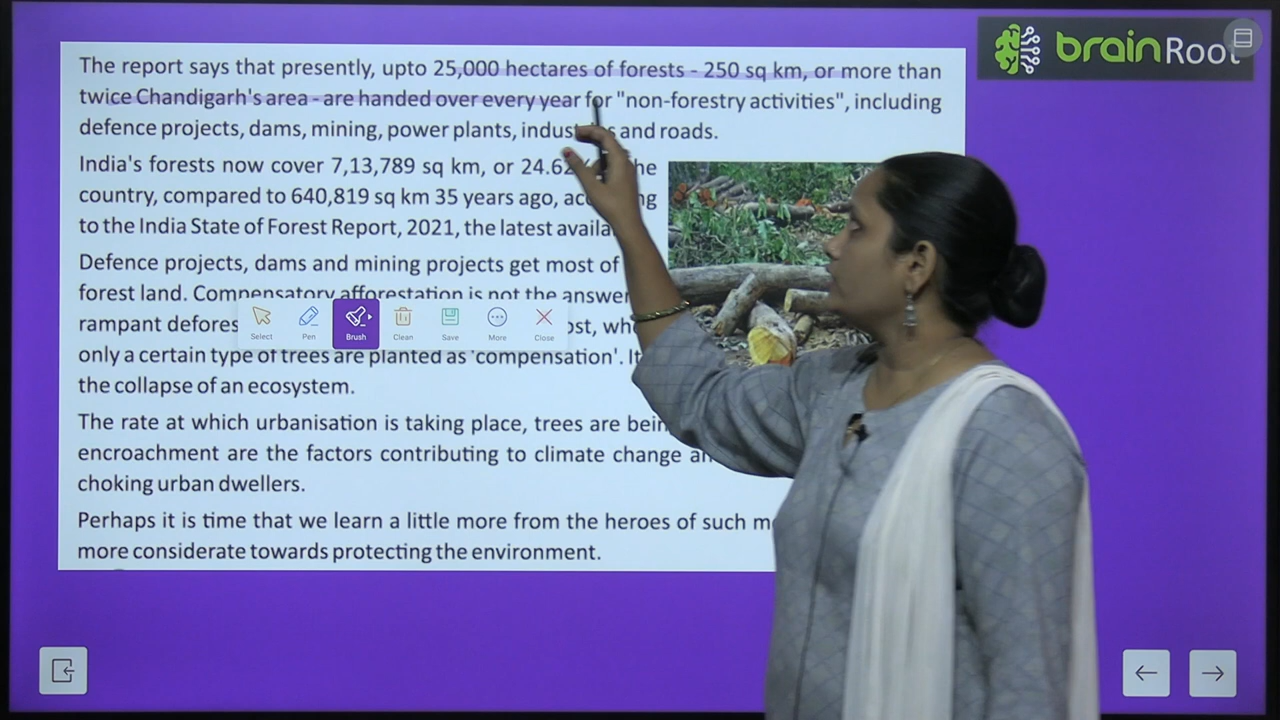 brainRoot
The report says that presently, upto 25,000 hectares of forests - 250 sq km, or more than
twice Chandigarh's area - are handed over every year for "non-forestry activities", including
defence projects, dams, mining, power plants, and roads.
India's forests now cover 7,13,789 sq km, or
country, compared to 640,819 sq km 35 years ago,
to the India State of Forest Report, 2021, the latest
Defence projects, dams and mining projects get most of
forest land. Compensatory afforestation is not the answer
rampant
only a certain type of trees are planted as 'compensation'.
the collapse of an ecosystem.
The rate at which urbanisation is taking place, trees are
encroachment are the factors contributing to climate change
choking urban dwellers.
Perhaps it is time that we learn a little more from the heroes of such
more considerate towards protecting the environment.
Select Pen Brush Clean Save More Close